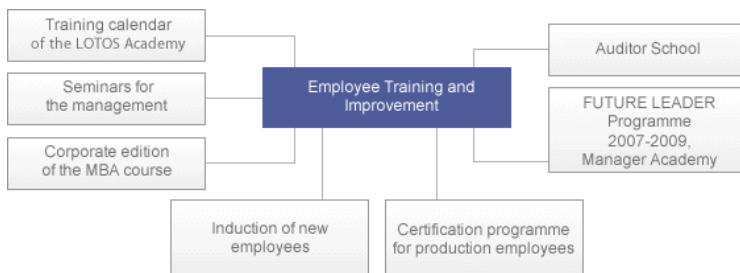 Training calendar
of the LOTOS Academy
Seminars for
the management
Corporate edition
of the MBA course
Employee Training and
Improvement
Auditor School
FUTURE LEADER
Programme
2007-2009,
Manager Academy
Induction of new
employees
Certification programme
for production employees